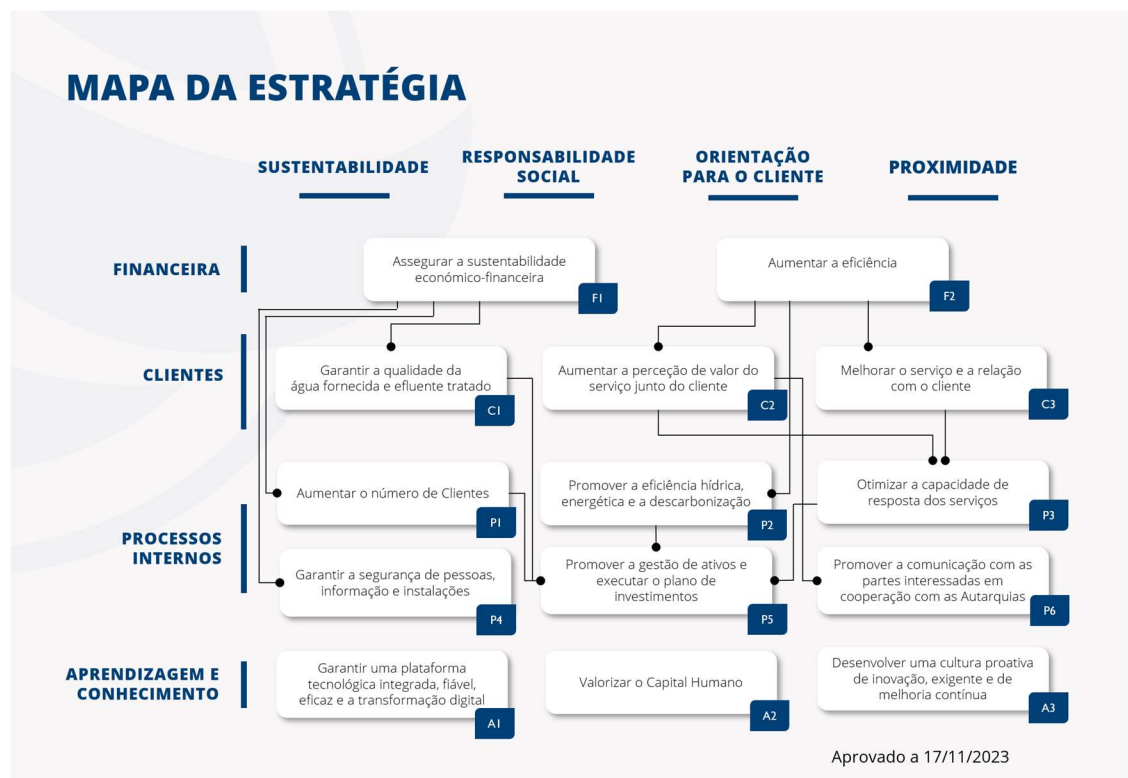 MAPA DA ESTRATÉGIA
SUSTENTABILIDADE
RESPONSABILIDADE
SOCIAL
ORIENTAÇÃO
PARA O CLIENTE
PROXIMIDADE
FINANCEIRA
Assegurar a sustentabilidade
económico-financeira
F1
Aumentar a eficiência
F2
CLIENTES
Garantir a qualidade da
água fornecida e efluente tratado
C1
Aumentar a perceção de valor do
serviço junto do cliente
C2
Melhorar o serviço e a relação
com o cliente
C3
PROCESSOS
INTERNOS
Aumentar o número de Clientes
P1
Promover a eficiência hídrica,
energética e a descarbonização
P2
Otimizar a capacidade de
resposta dos serviços
P3
Garantir a segurança de pessoas,
informação e instalações
P4
Promover a gestão de ativos e
executar o plano de
investimentos
P5
Promover a comunicação com as
partes interessadas em
cooperação com as Autarquias
P6
APRENDIZAGEM E
CONHECIMENTO
Garantir uma plataforma
tecnológica integrada, fiável,
eficaz e a transformação digital
A1
Valorizar o Capital Humano
A2
Desenvolver uma cultura proativa
de inovação, exigente e de
melhoria contínua
A3
Aprovado a 17/11/2023